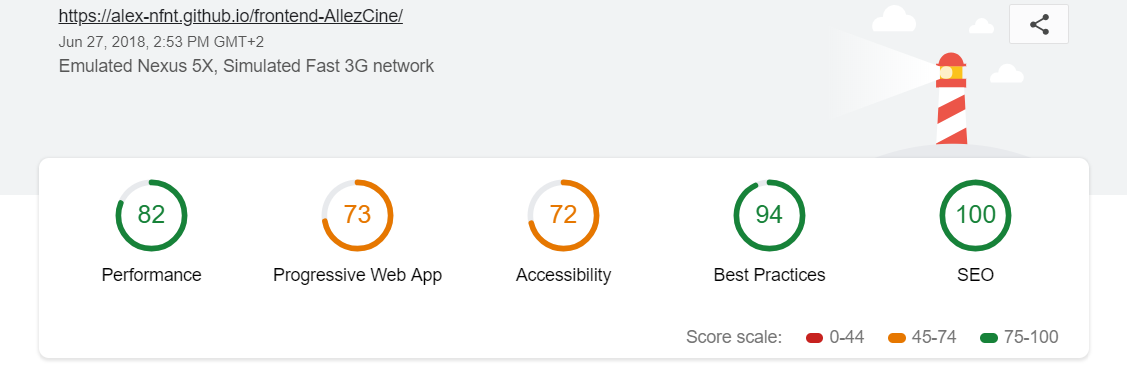 https://alex-nfnt.github.io/frontend-AllezCine/
Jun 27, 2018, 2:53 PM GMT+2
Emulated Nexus 5X, Simulated Fast 3G network
82 73 72 94 100
Performance Progressive Web App Accessibility Best Practices SEO
Score scale: 0-44 45-74 75-100